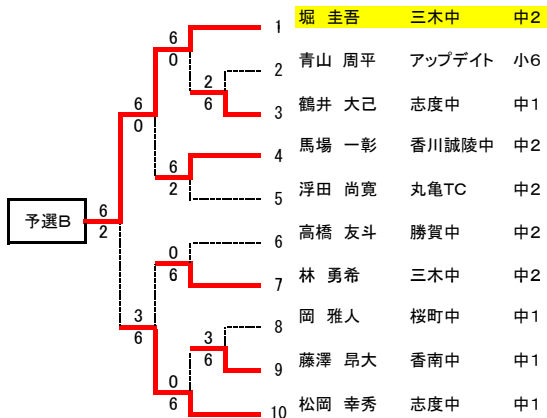 堀 圭吾 三木中 中2
6
1
0
青山 周平 アップデイト 小6
2
2
鶴井 大己 志度中 中1
6
3
6
0
馬場 一彰 香川誠陵中 中2
6
4
2
浮田 尚寛 丸亀TC 中2
5
予選B
6
2
高橋 友斗 勝賀中 中2
6
0
林 勇希 三木中 中2
6
7
岡 雅人 桜町中 中1
3
8
6
3
藤澤 昂大 香南中 中1
6
9
0
松岡 幸秀 志度中 中1
6
10